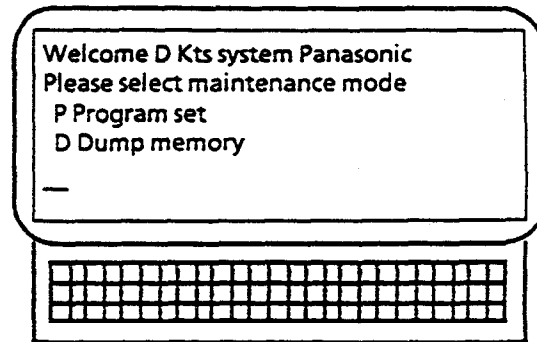 Welcome D Kts system Panasonic
Please select maintenance mode
P Program set
D Dump memory